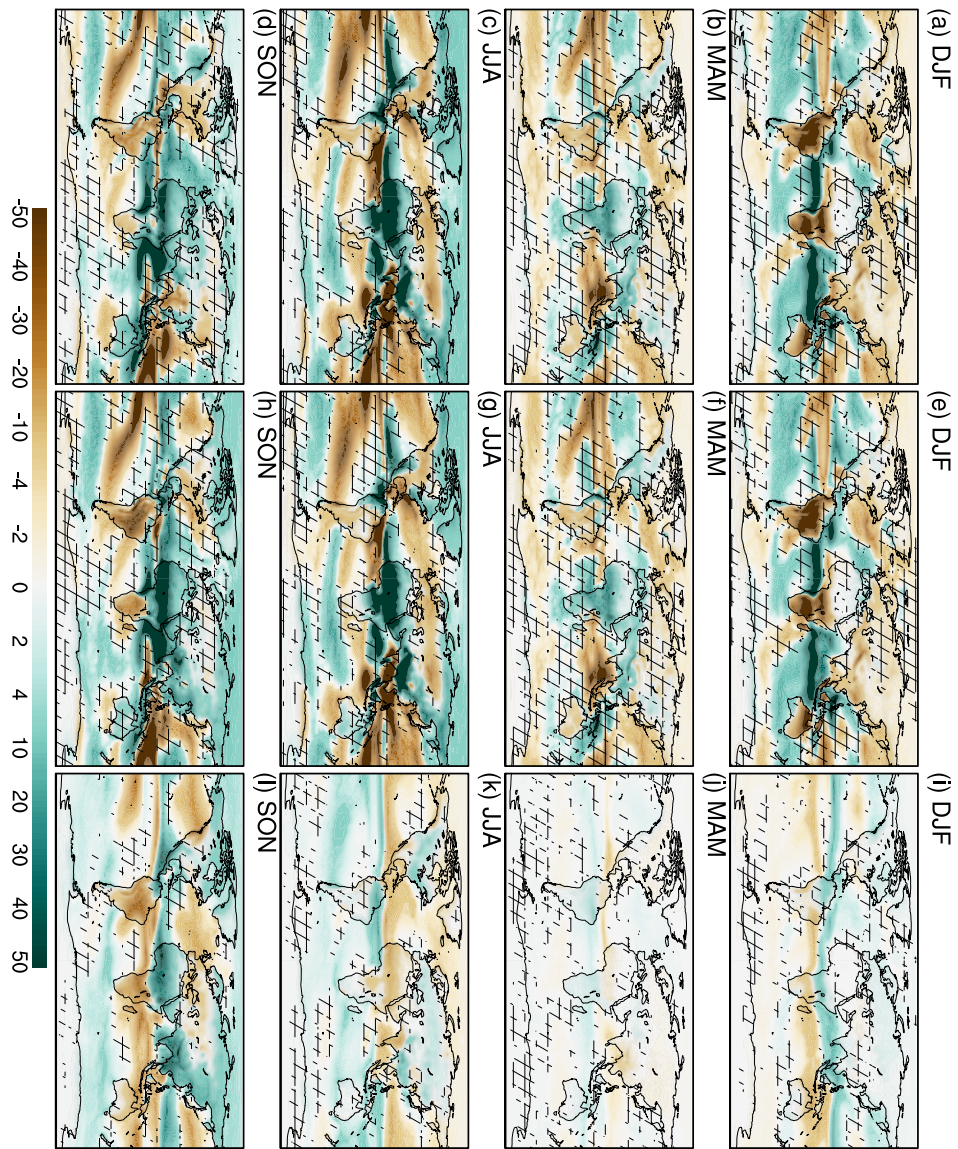 (a) DJF
(e) DJF
(i) DJF
(b) MAM
(f) MAM
(j) MAM
(c) JJA
(g) JJA
(k) JJA
(d) SON
(h) SON
(l) SON
-50 -40 -30 -20 -10 -4 -2 0 2 4 10 20 30 40 50